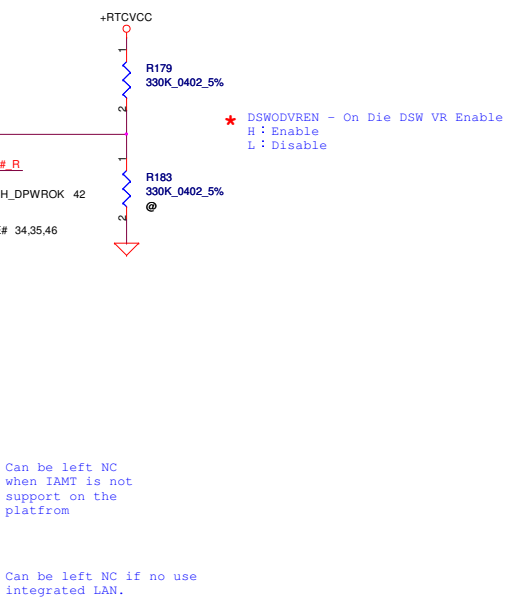 +RTCVCC
1
R179
330K_0402_5%
2
* DSWODVREN - On Die DSW VR Enable
H : Enable
L : Disable
#_R
1
R183
330K_0402_5%
@
2
H_DPWROK 42
# 34,35,46
Can be left NC
when IAMT is not
support on the
platfrom
Can be left NC if no use
integrated LAN.